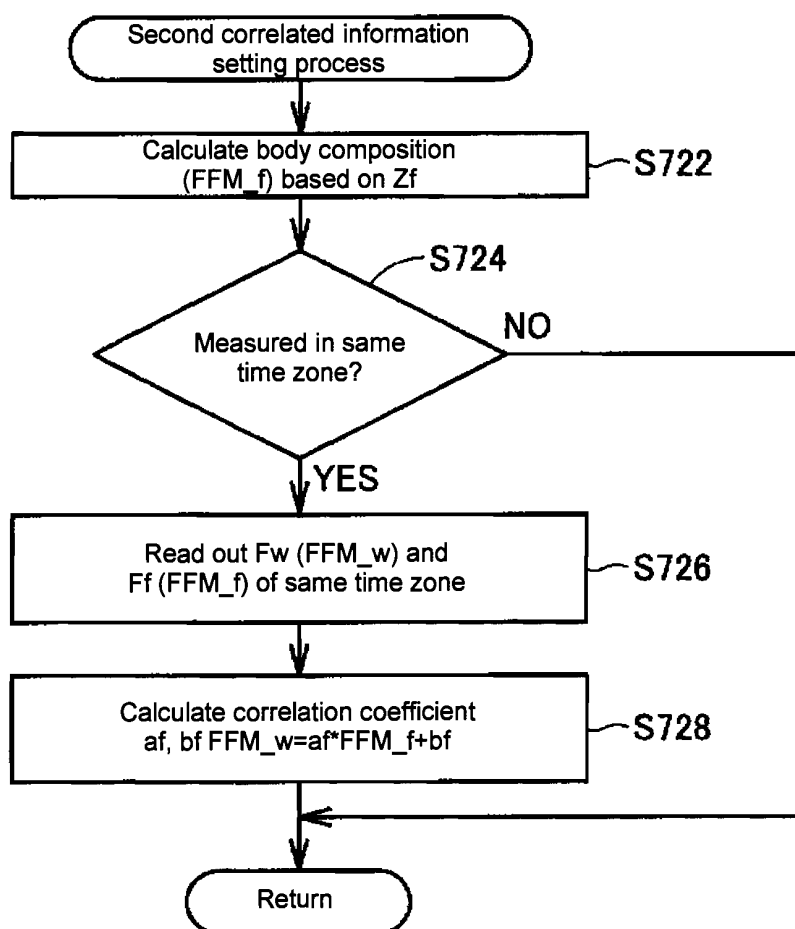 Second correlated information
setting process
Calculate body composition
(FFM_f) based on Zf
S722
S724
Measured in same
time zone?
NO
YES
Read out Fw (FFM_w) and
Ff (FFM_f) of same time zone
S726
Calculate correlation coefficient
af, bf FFM_w=af*FFM_f+bf
S728
Return